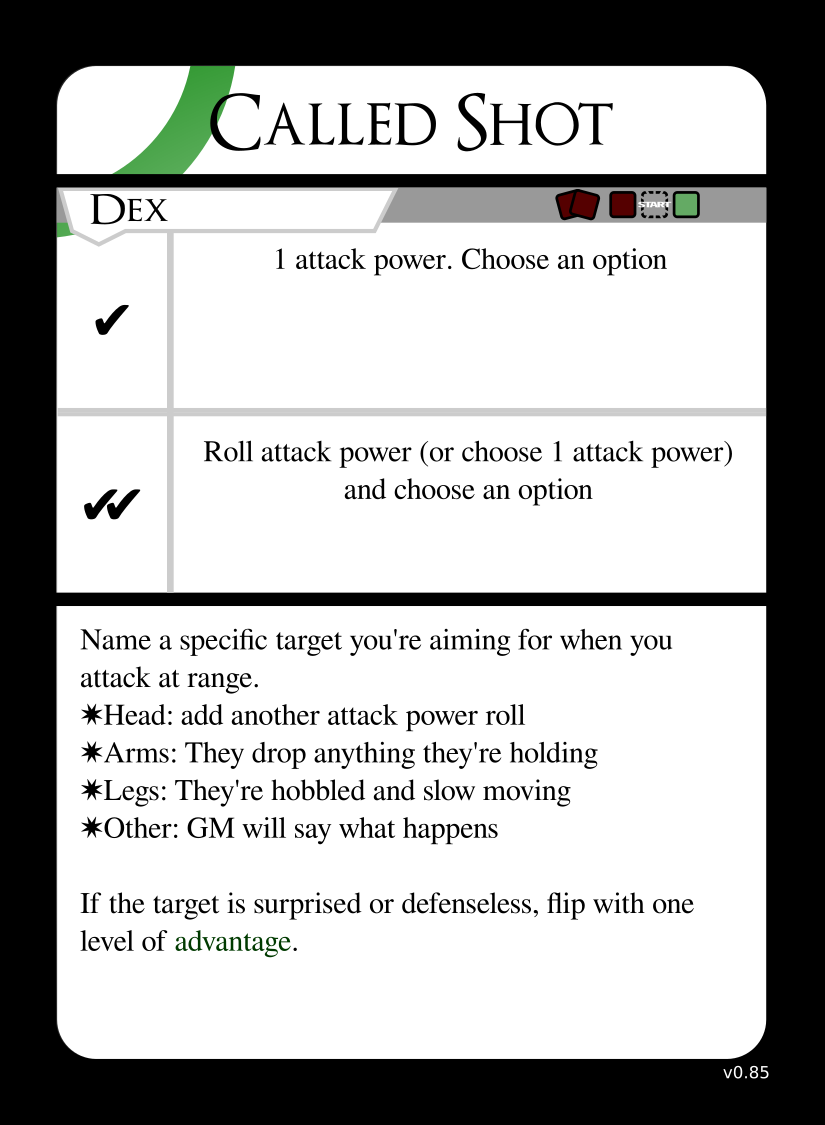 CALLED SHOT
DEX
START
✔
1 attack power. Choose an option
✔✔
Roll attack power (or choose 1 attack power)
and choose an option
Name a specific target you're aiming for when you
attack at range.
✷Head: add another attack power roll
✷Arms: They drop anything they're holding
✷Legs: They're hobbled and slow moving
✷Other: GM will say what happens
If the target is surprised or defenseless, flip with one
level of advantage.
v0.85